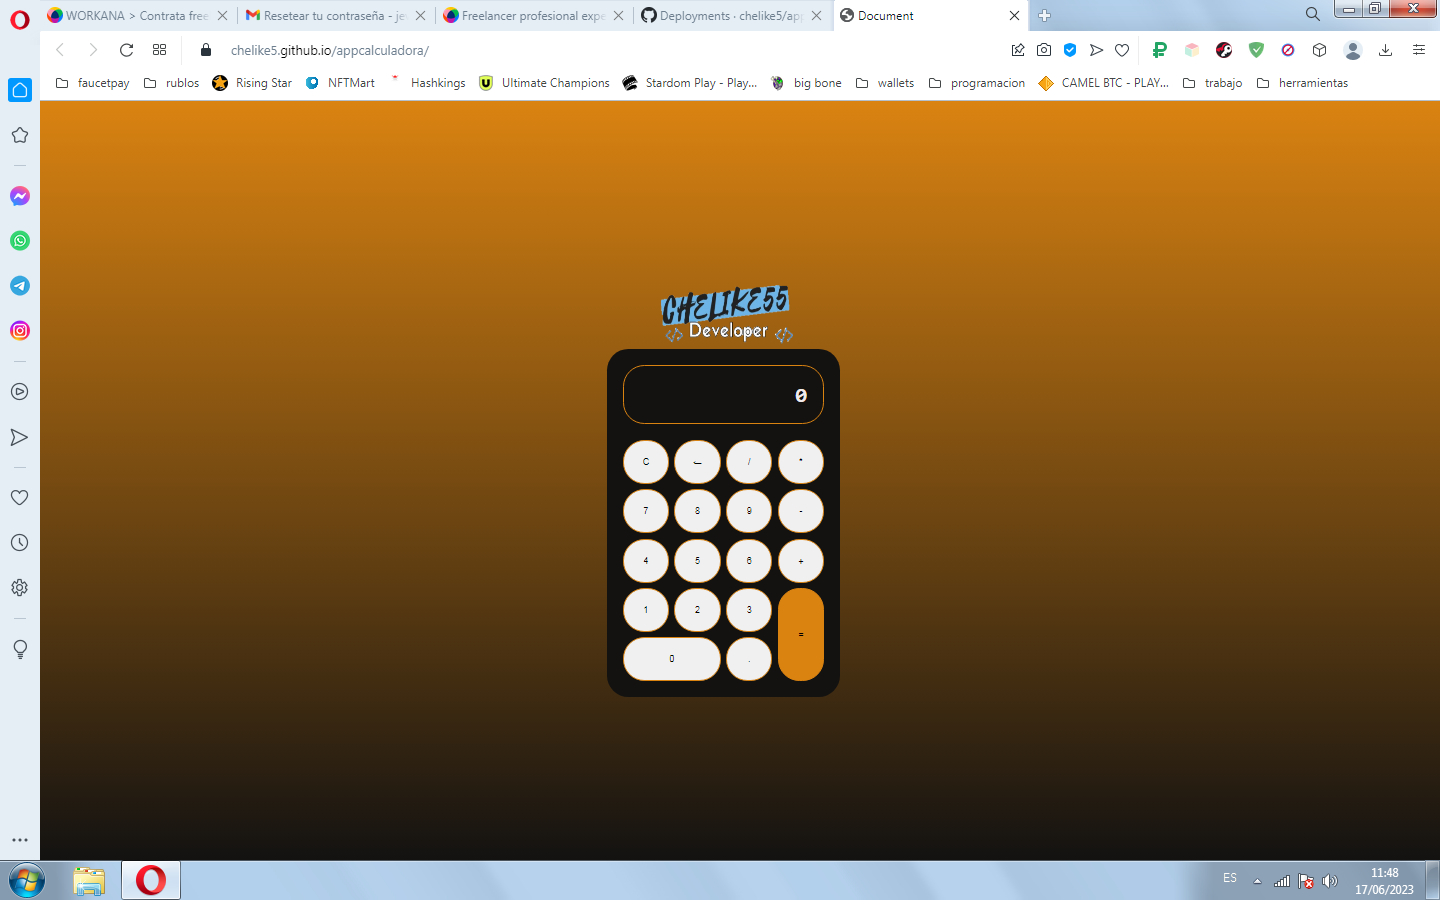 WORKANA > Contrata free
Resetear tu contraseña - je
Freelancer profesional expe
Deployments · chelike5/app
Document
chelike5.github.io/appcalculadora/
faucetpay
rublos
Rising Star
NFTMart
Hashkings
Ultimate Champions
Stardom Play - Play...
big bone
wallets
programacion
CAMEL BTC - PLAY...
trabajo
herramientas
CHELIKE55
</> Developer </>
0
C ← / *
7 8 9 -
4 5 6 +
1 2 3 =
0 .
ES
11:48
17/06/2023